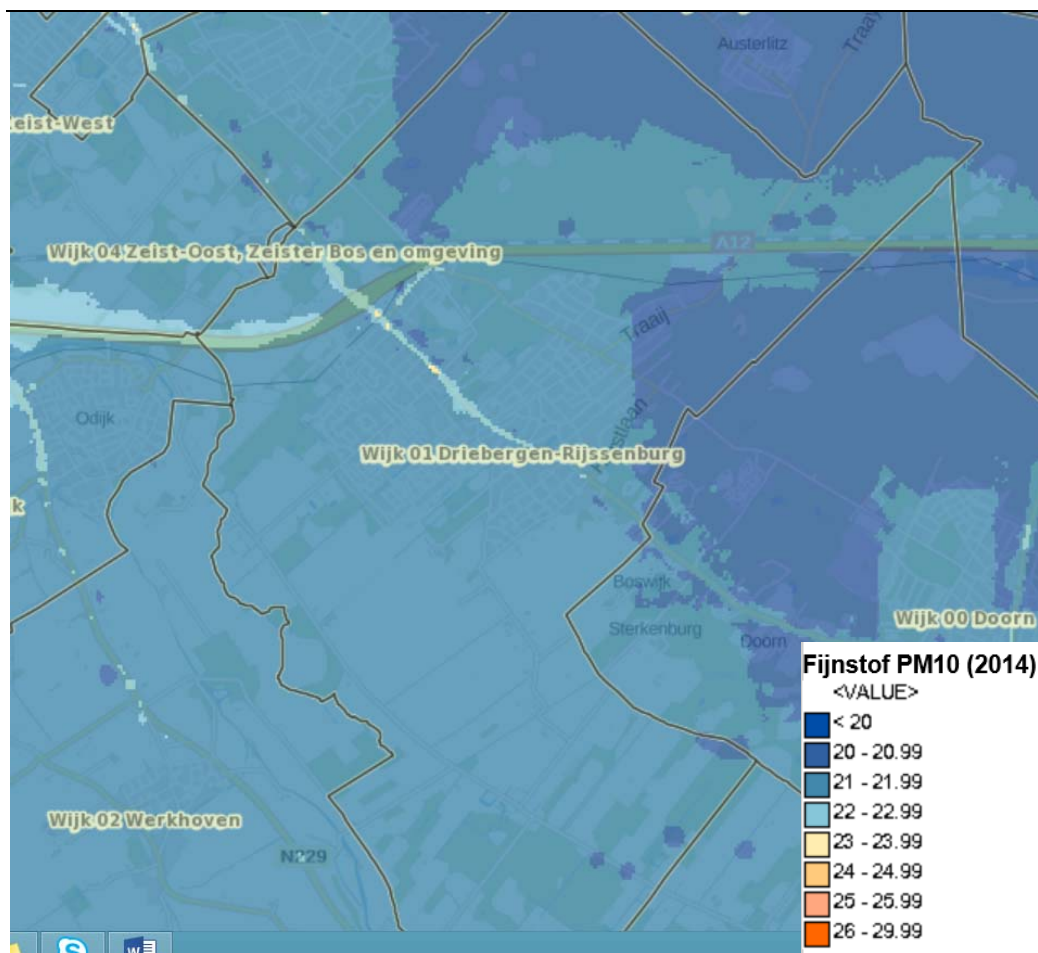 Austerlitz
Traay
eist-West
Wijk 04 Zeist-Oost, Zeister Bos en omgeving
A12
Traaij
Odijk
Wijk 01 Driebergen-Rijssenburg
k
Boswijk
Wijk 00 Doorn
Sterkenburg
Doorn
Fijnstof PM10 (2014)
<VALUE>
< 20
20 - 20.99
21 - 21.99
22 - 22.99
23 - 23.99
24 - 24.99
25 - 25.99
26 - 29.99
Wijk 02 Werkhoven
N229